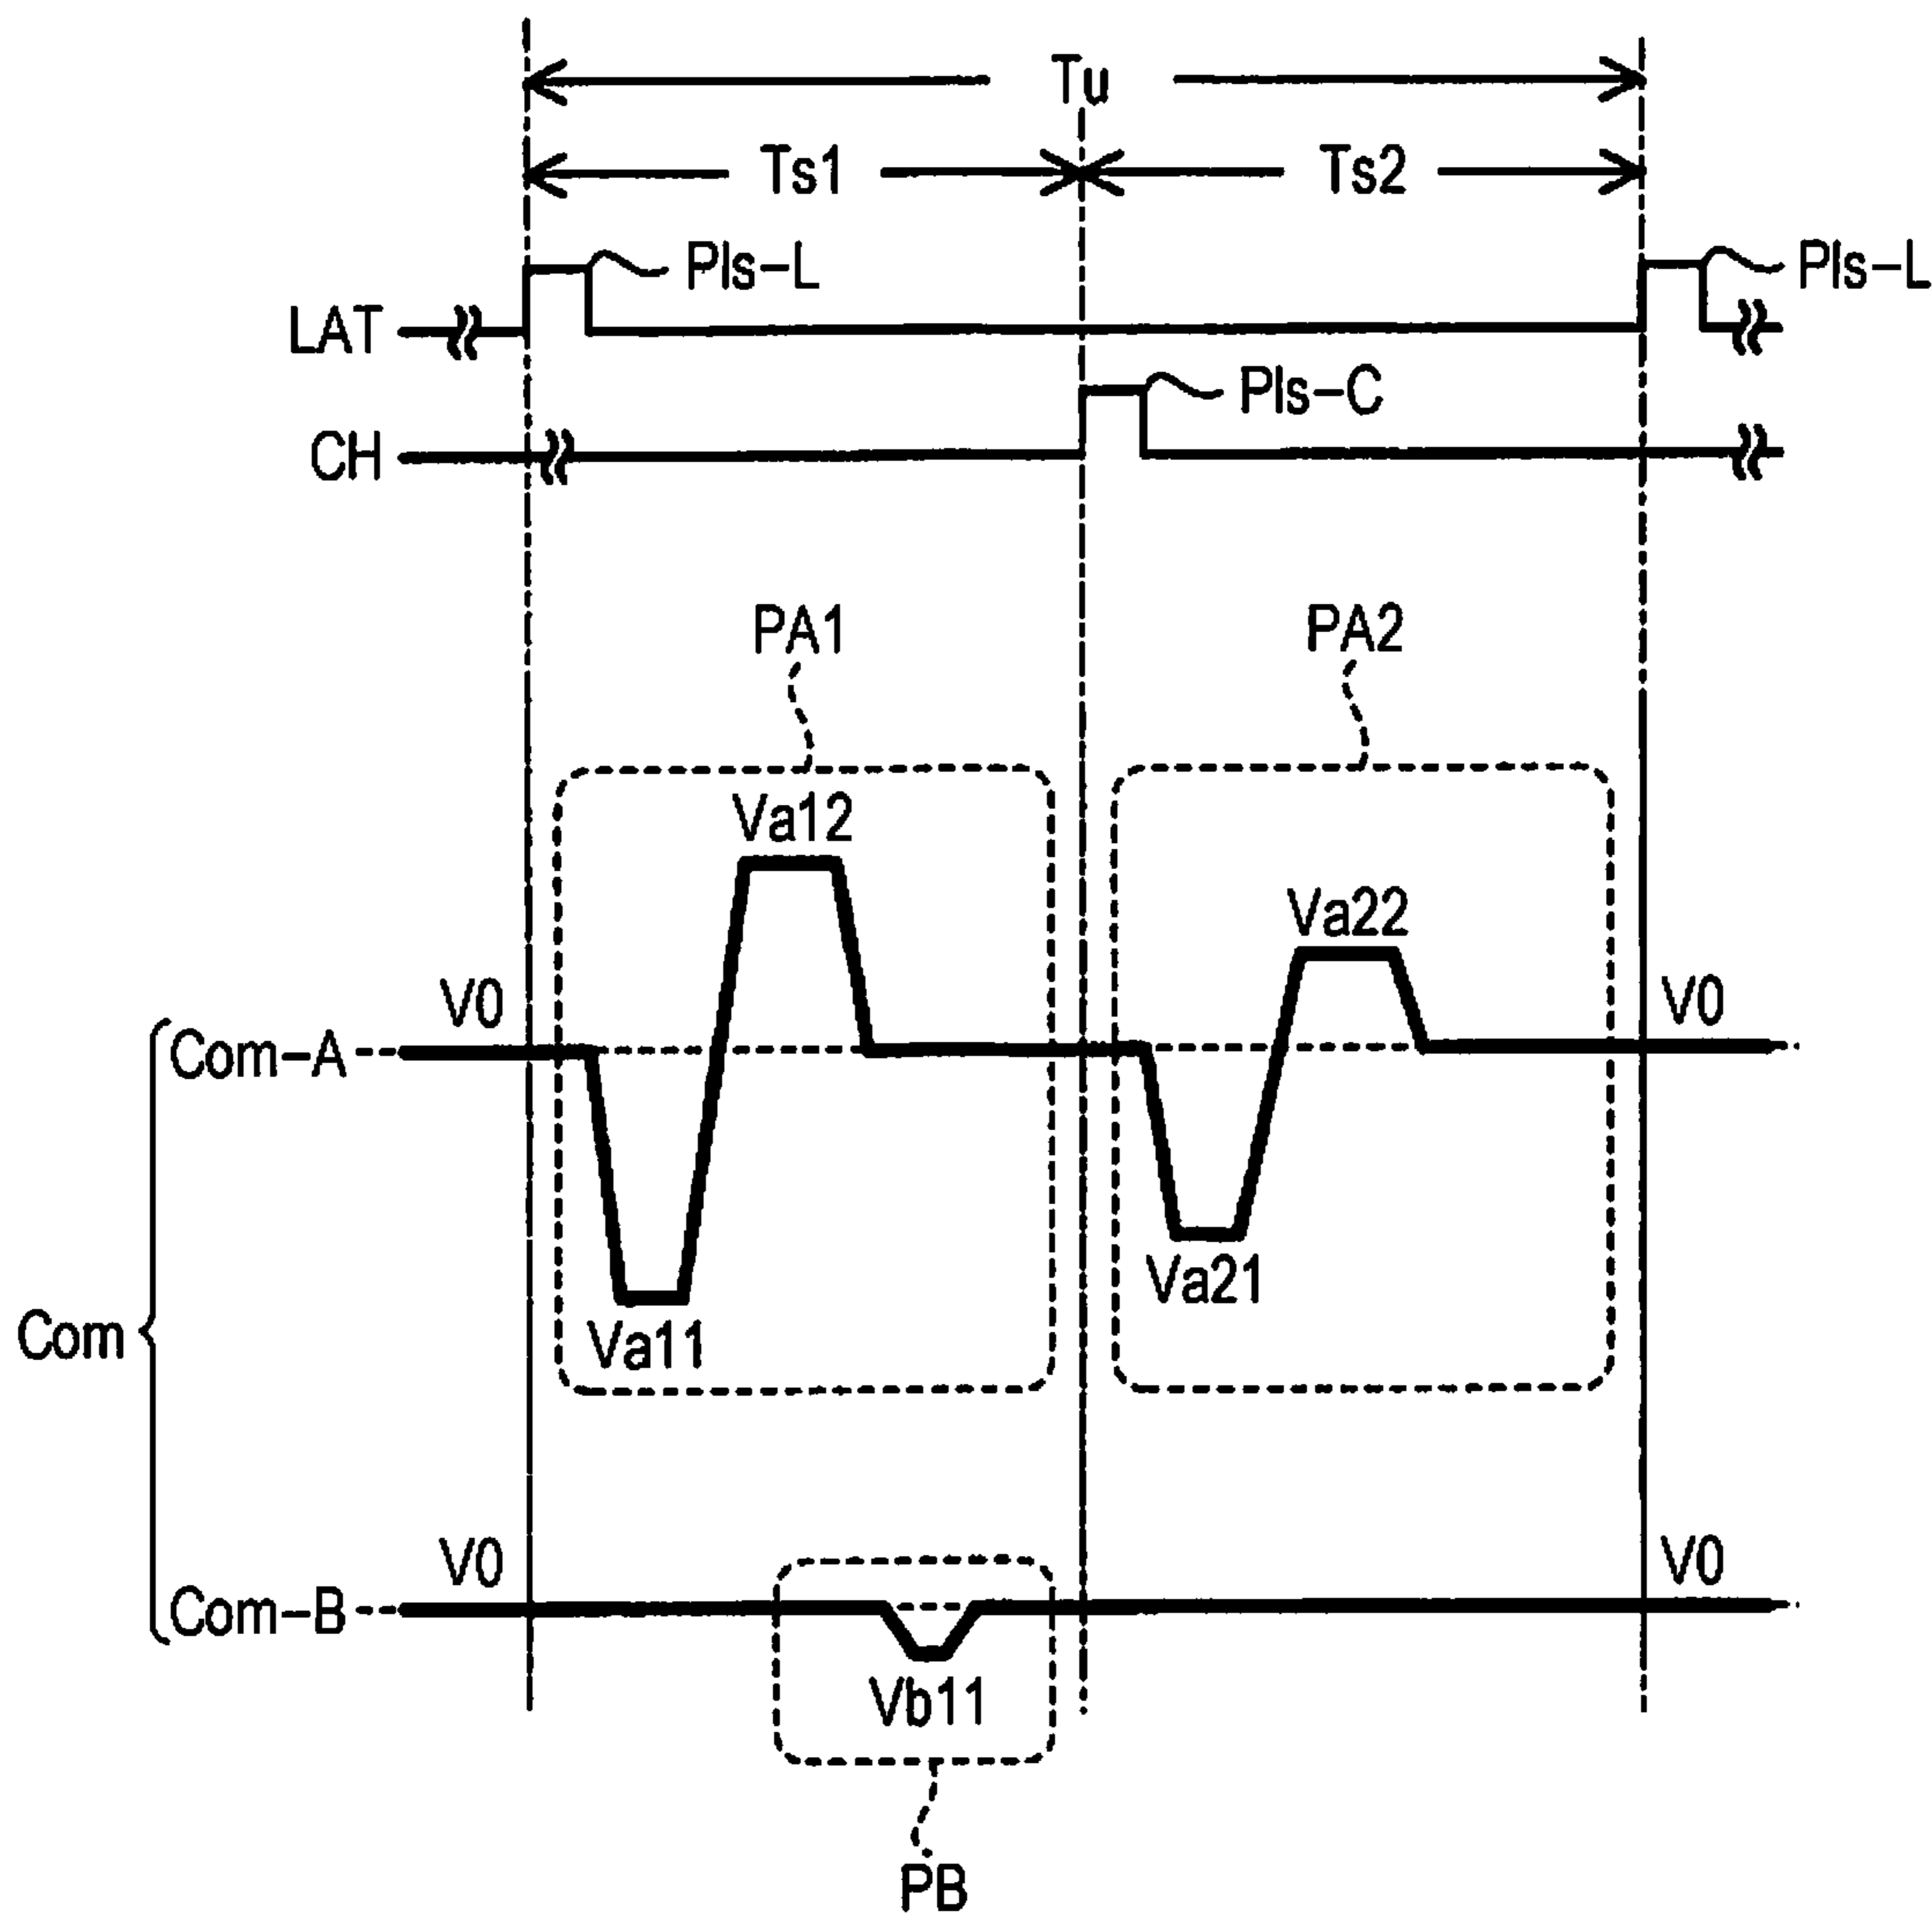 Tu
Ts1
Ts2
Pls-L
Pls-L
LAT
Pls-C
CH
PA1
PA2
Va12
Va22
V0
V0
Com-A
Va21
Va11
Com
V0
V0
Com-B
Vb11
PB